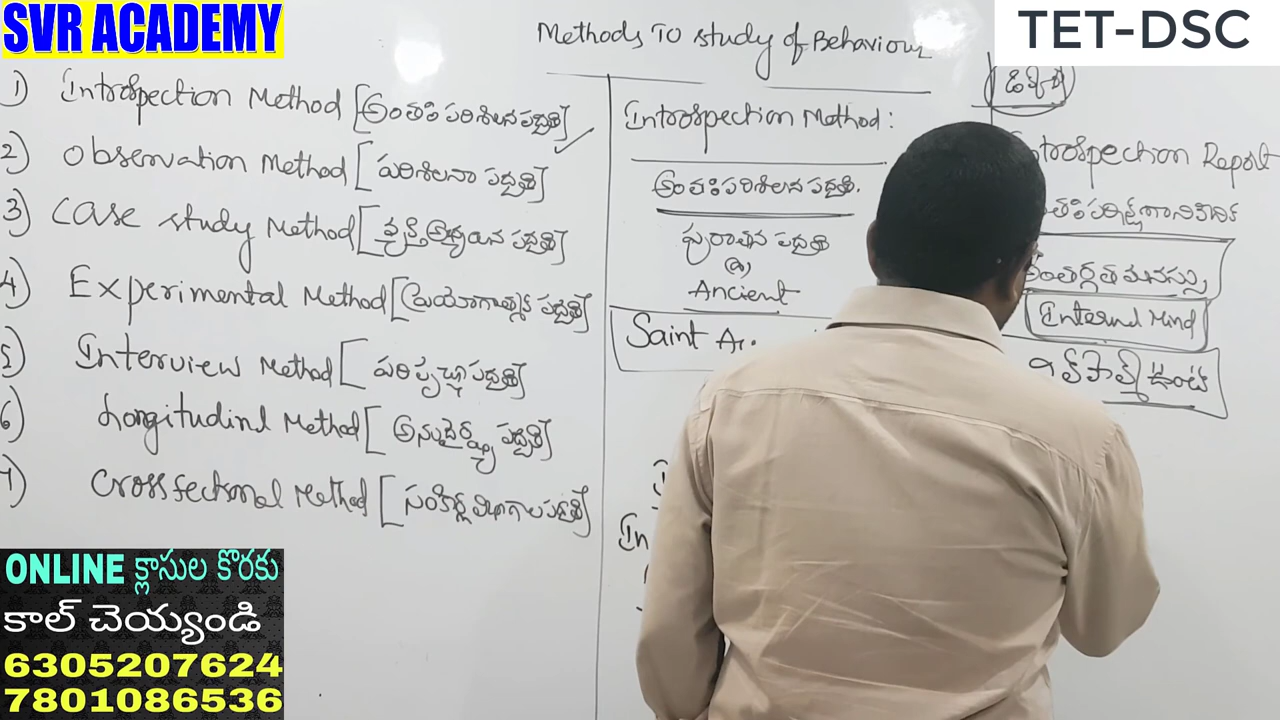 SVR ACADEMY
TET-DSC
Methods To study of Behaviour
1) Introspection Method [అంతఃపరిశీలన పద్ధతి]
2) Observation Method [పరిశీలనా పద్ధతి]
3) Case study Method [వ్యక్తి అధ్యయన పద్ధతి]
4) Experimental Method [ప్రయోగాత్మక పద్ధతి]
5) Interview Method [పరిపృచ్ఛా పద్ధతి]
6) Longitudinal Method [అనుదైర్ఘ్య పద్ధతి]
7) Cross sectional Method [సంకీర్ణ విభాగాల పద్ధతి]
Introspection Method:
అంతఃపరిశీలన పద్ధతి.
పురాతన పద్ధతి
(a)
Ancient
Saint
In
Introspection Report
అంతర్గత మనస్సు
Internal Mind
ONLINE క్లాసుల కొరకు
కాల్ చెయ్యండి
6305207624
7801086536